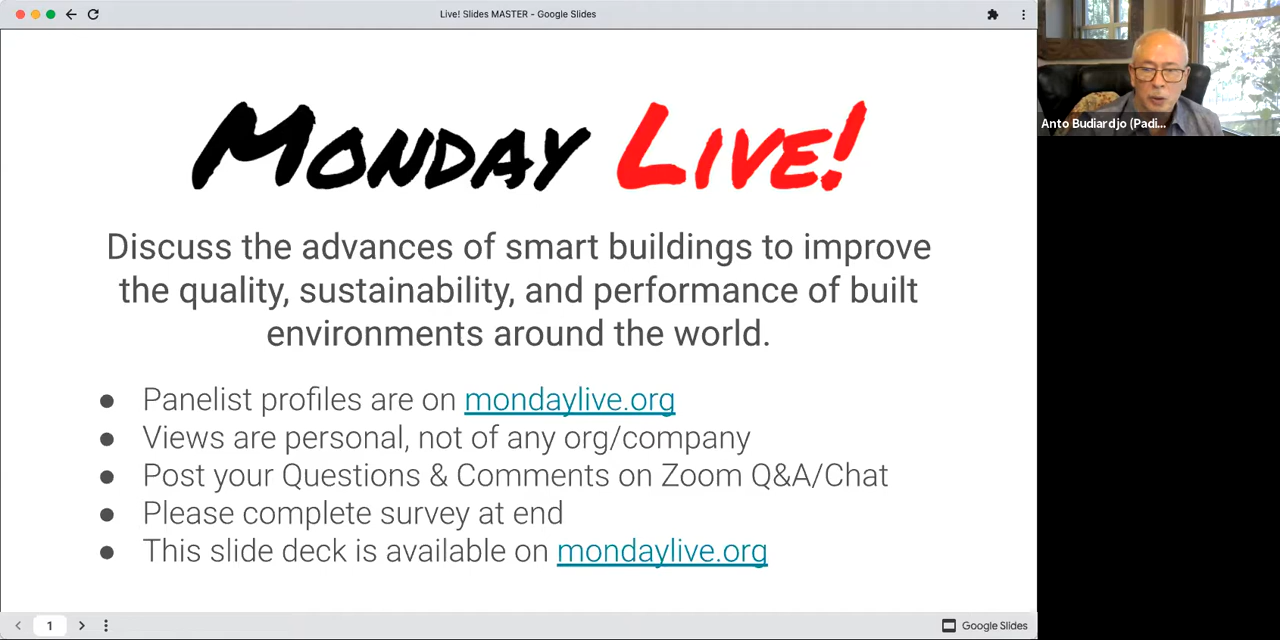 Live! Slides MASTER - Google Slides
MONDAY LIVE!
Discuss the advances of smart buildings to improve
the quality, sustainability, and performance of built
environments around the world.
● Panelist profiles are on mondaylive.org
● Views are personal, not of any org/company
● Post your Questions & Comments on Zoom Q&A/Chat
● Please complete survey at end
● This slide deck is available on mondaylive.org
1
Google Slides
Anto Budiardjo (Padi...